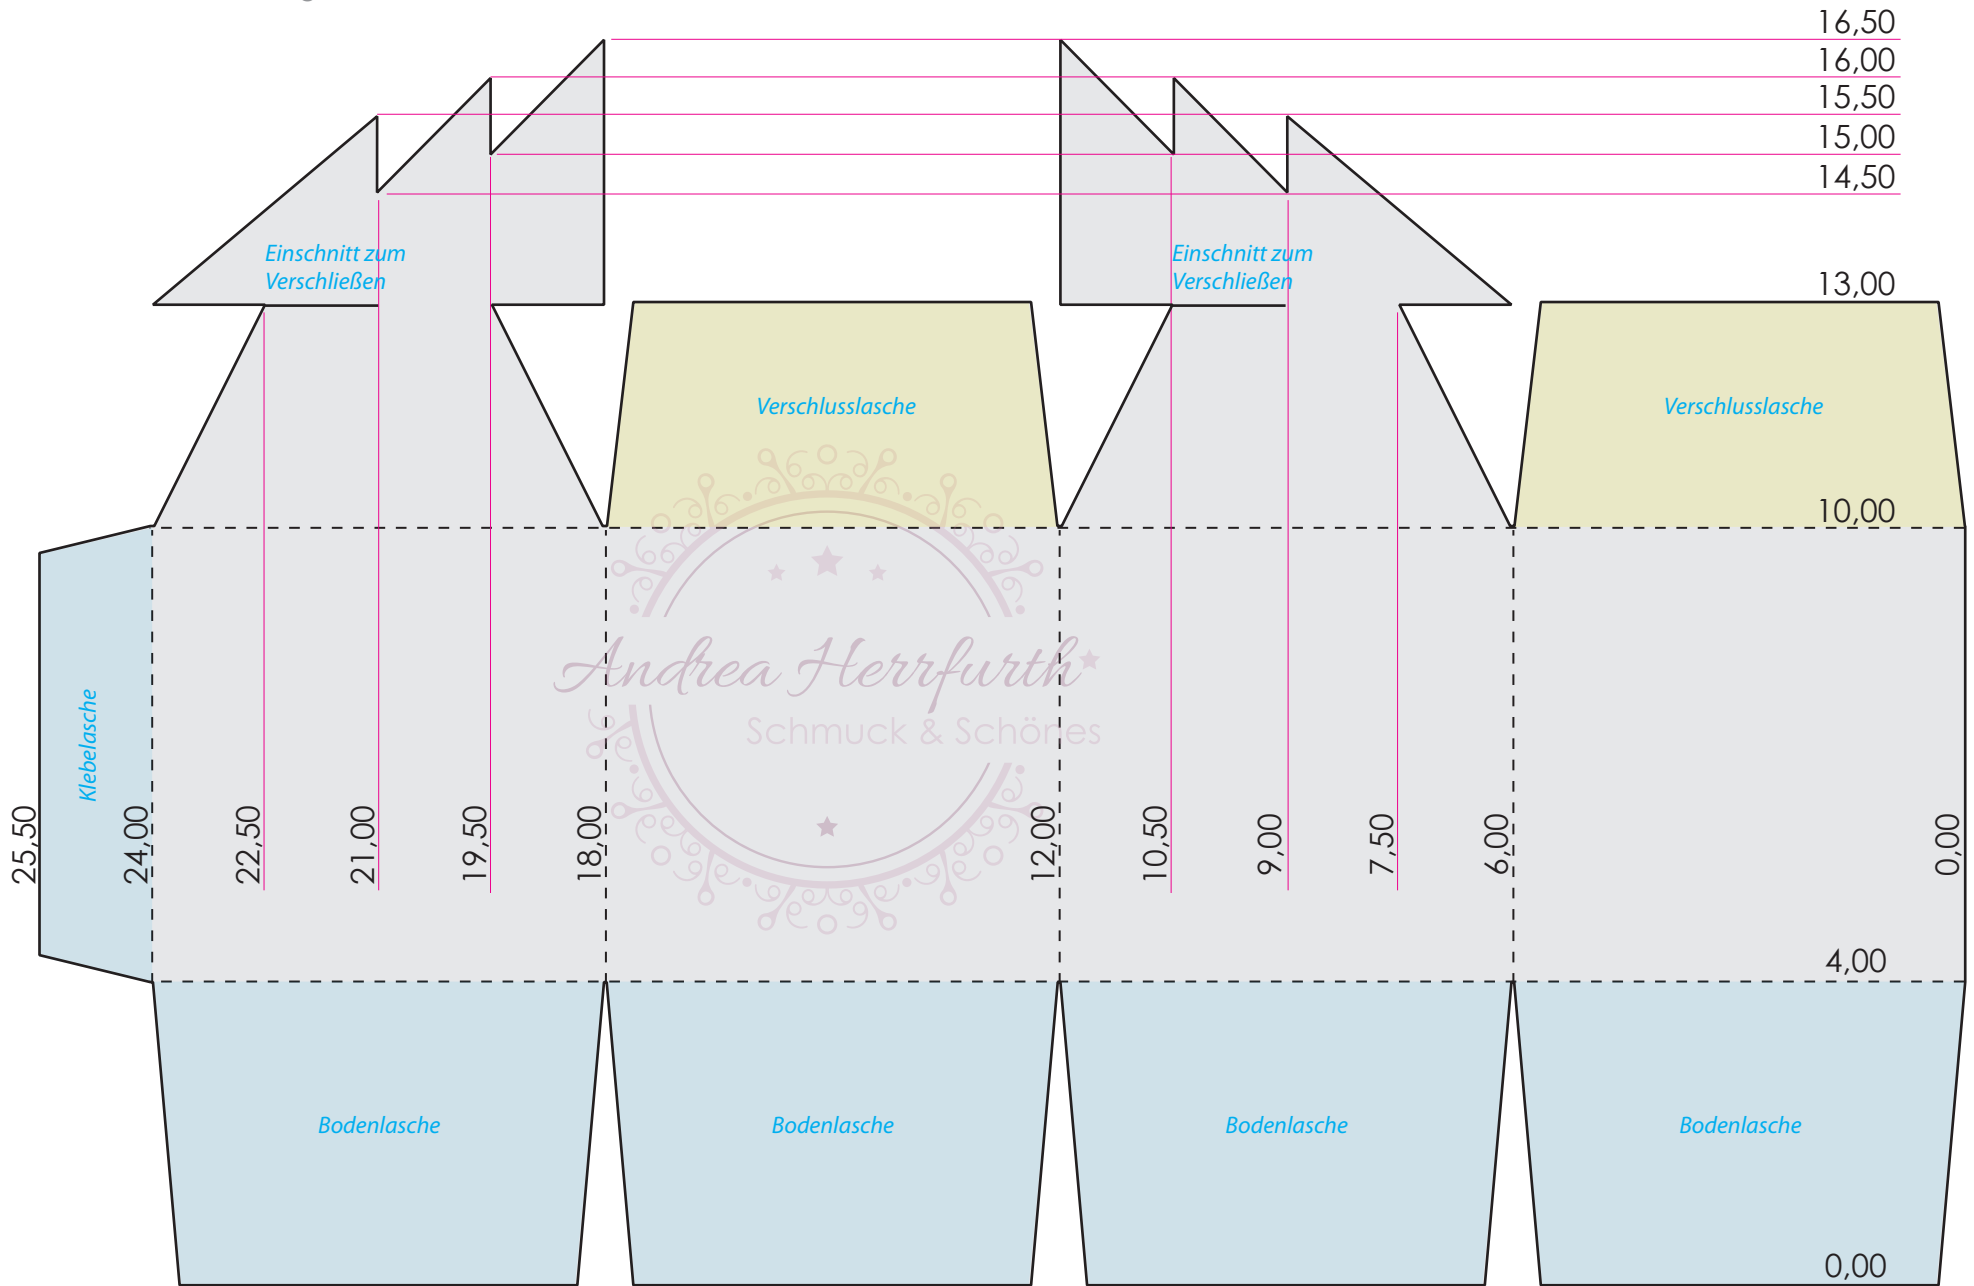 16,50
16,00
15,50
15,00
14,50
Einschnitt zum
Verschließen
Einschnitt zum
Verschließen
13,00
Verschlusslasche
Verschlusslasche
10,00
Andrea Herrfurth
Schmuck & Schönes
Klebelasche
25,50
24,00
22,50
21,00
19,50
18,00
12,00
10,50
9,00
7,50
6,00
0,00
4,00
Bodenlasche
Bodenlasche
Bodenlasche
Bodenlasche
0,00